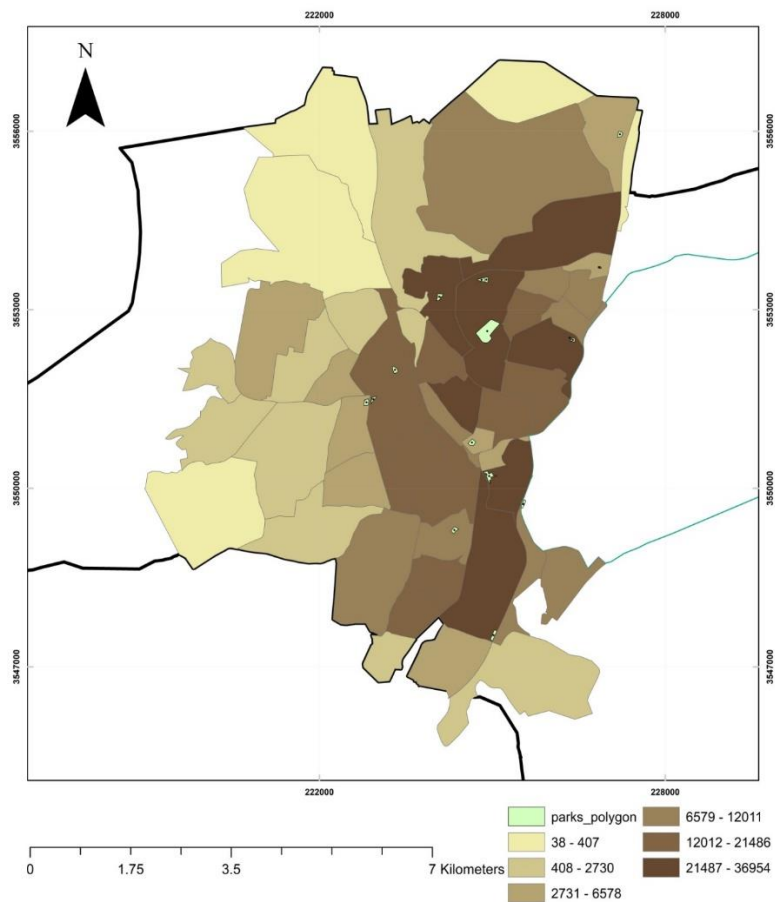 222000 228000
N
3556000 3556000
3553000 3553000
3550000 3550000
3547000 3547000
222000 228000
parks_polygon 6579 - 12011
38 - 407 12012 - 21486
0 1.75 3.5 7 Kilometers 408 - 2730 21487 - 36954
2731 - 6578